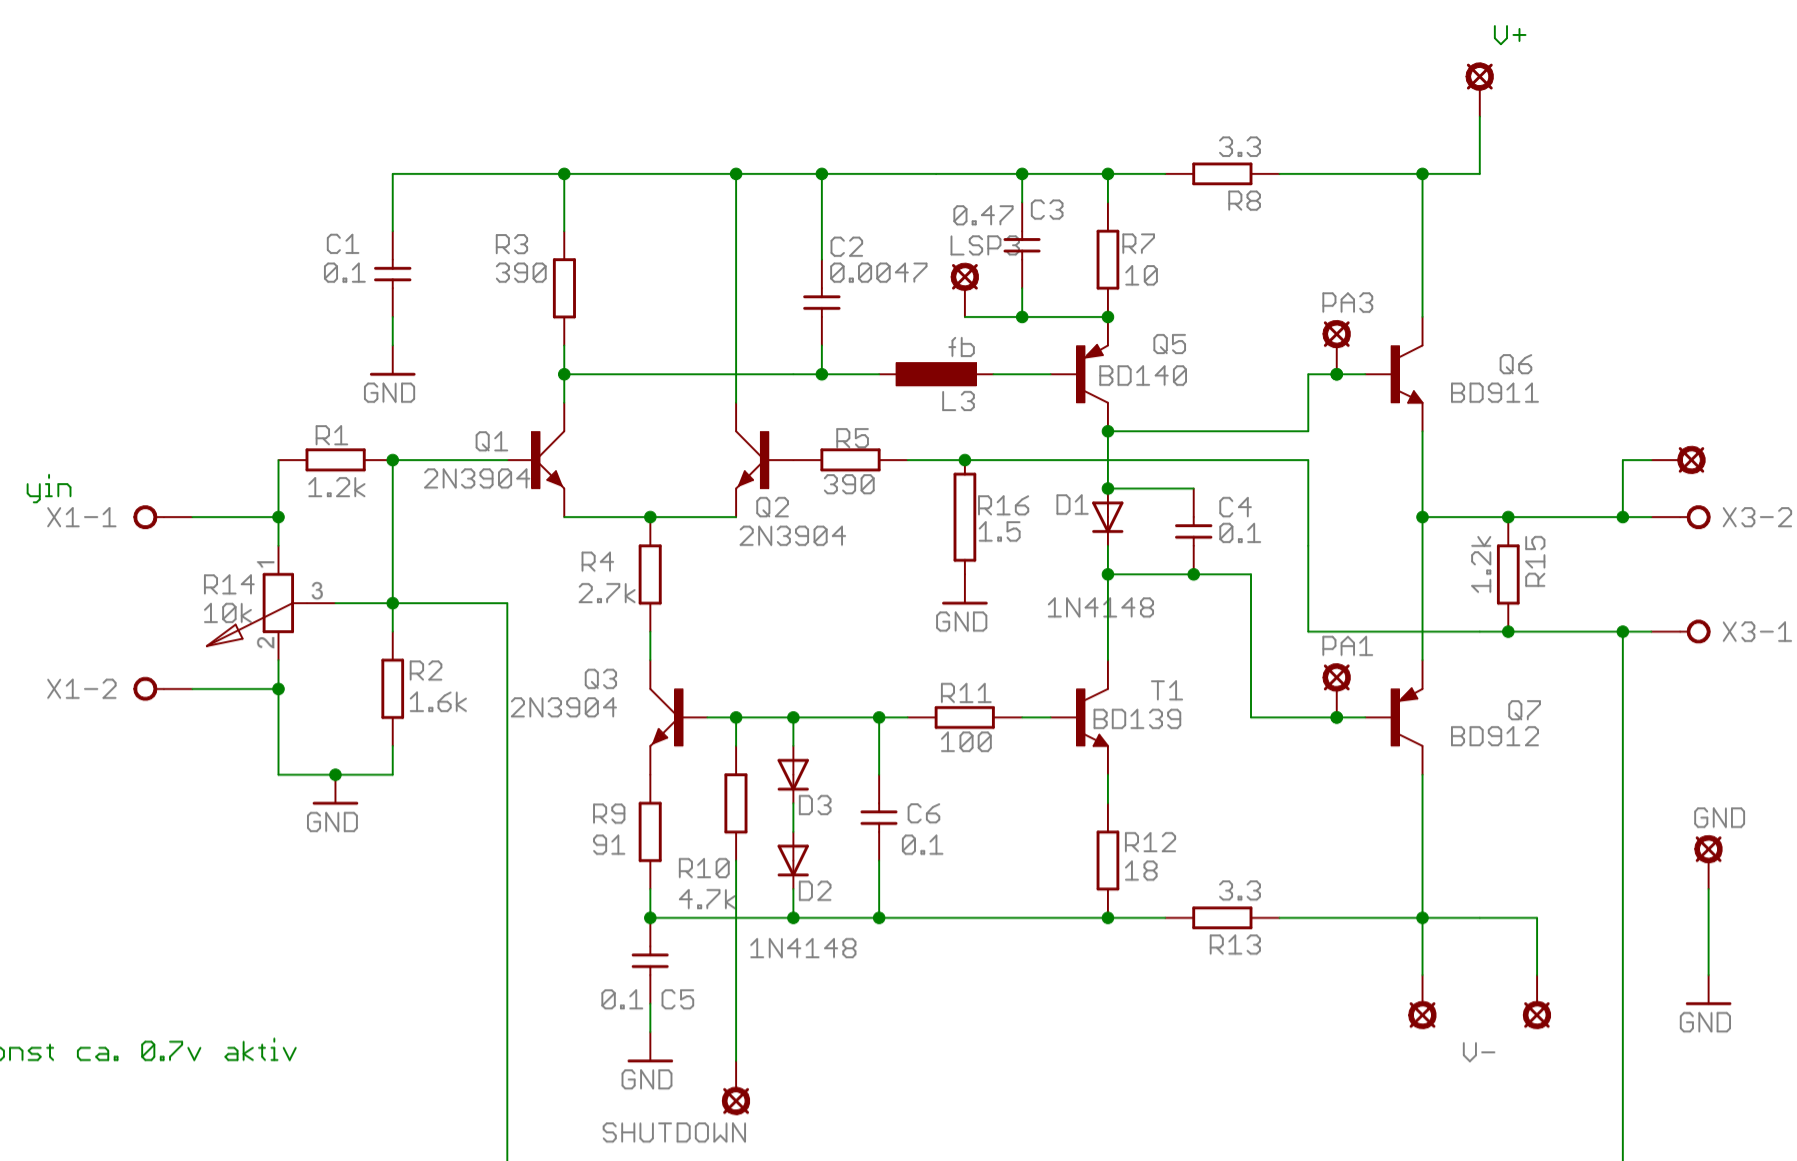 V+
3.3
R8
C1
0.1
GND
R3
390
C2
0.0047
0.47
C3
LSP3
R7
10
fb
L3
Q5
BD140
PA3
Q6
BD911
yin
X1-1
R1
1.2k
Q1
2N3904
R5
390
Q2
2N3904
R16
1.5
GND
D1
1N4148
C4
0.1
1.2k
R15
X3-2
X3-1
R14
10k
1
3
2
X1-2
R2
1.6k
GND
R4
2.7k
Q3
2N3904
R11
100
T1
BD139
PA1
Q7
BD912
R9
91
R10
4.7k
D3
D2
1N4148
C6
0.1
R12
18
3.3
R13
GND
GND
0.1
C5
GND
SHUTDOWN
V-
onst ca. 0.7v aktiv